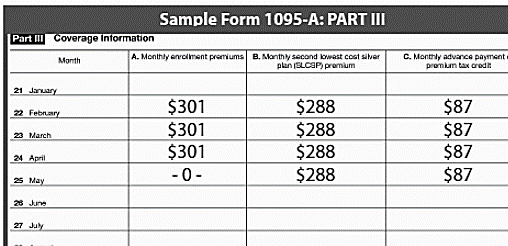 Sample Form 1095-A: PART III
Part III Coverage Information
Month A. Monthly enrollment premiums B. Monthly second lowest cost silver plan (SLCSP) premium C. Monthly advance payment premium tax credit
21 January
22 February $301 $288 $87
23 March $301 $288 $87
24 April $301 $288 $87
25 May - 0 - $288 $87
26 June
27 July